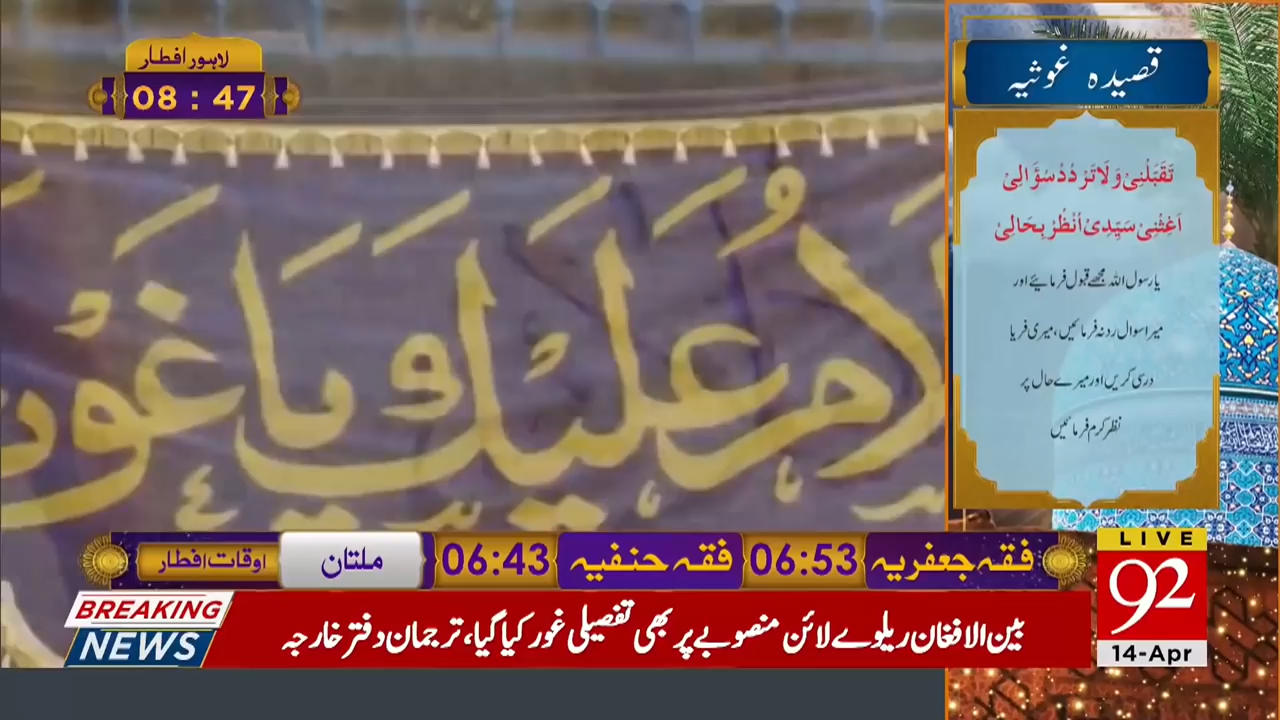 لاہور افطار
08 : 47
قصیدہ غوثیہ
تَقَبَّلْنِیْ وَلَا تَرْدُدْ سُؤَالِیْ
اَغِثْنِیْ سَیِّدِیْ اُنْظُرْ بِحَالِیْ
یارسول اللہ مجھے قبول فرمایئے اور
میرا سوال رد نہ فرمائیں، میری فریا
درسی کریں اور میرے حال پر
نظر کرم فرمائیں
لَامُ عَلَيْكَ يَا غَوْ
اوقات افطار ملتان 06:43 فقہ حنفیہ 06:53 فقہ جعفریہ
LIVE
92
14-Apr
BREAKING
NEWS
بین الافغان ریلوے لائن منصوبے پر بھی تفصیلی غور کیا گیا، ترجمان دفتر خارجہ